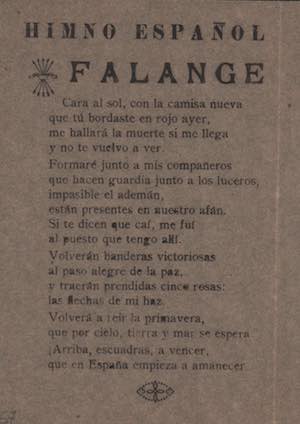 HIMNO ESPAÑOL
FALANGE
Cara al sol, con la camisa nueva
que tú bordaste en rojo ayer,
me hallará la muerte si me llega
y no te vuelvo a ver.
Formaré junto a mis compañeros
que hacen guardia junto a los luceros,
impasible el ademán,
están presentes en nuestro afán.
Si te dicen que caí, me fuí
al puesto que tengo allí.
Volverán banderas victoriosas
al paso alegre de la paz,
y traerán prendidas cinco rosas:
las flechas de mi haz.
Volverá a reir la primavera,
que por cielo, tierra y mar se espera
¡Arriba, escuadras, a vencer,
que en España empieza a amanecer